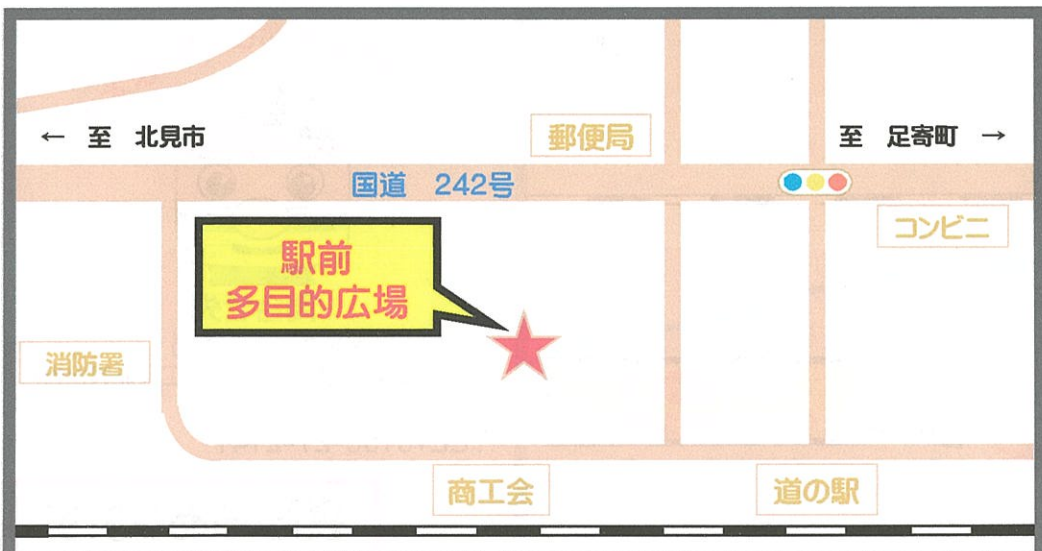 ← 至 北見市
郵便局
至 足寄町 →
国道 242号
コンビニ
駅前
多目的広場
消防署
商工会
道の駅